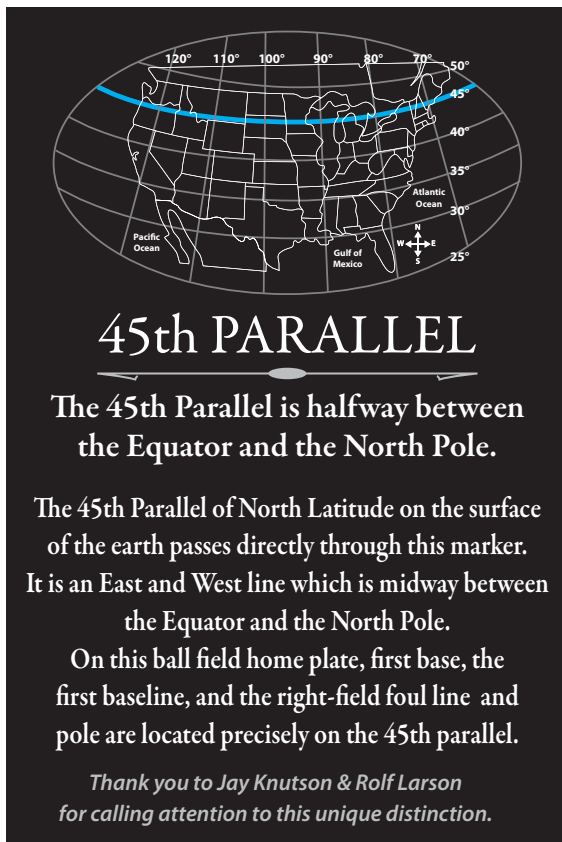 120° 110° 100° 90° 80° 70°
50°
45°
40°
35°
30°
25°
Atlantic
Ocean
Pacific
Ocean
Gulf of
Mexico
N
W E
S
45th PARALLEL
The 45th Parallel is halfway between
the Equator and the North Pole.
The 45th Parallel of North Latitude on the surface
of the earth passes directly through this marker.
It is an East and West line which is midway between
the Equator and the North Pole.
On this ball field home plate, first base, the
first baseline, and the right-field foul line and
pole are located precisely on the 45th parallel.
Thank you to Jay Knutson & Rolf Larson
for calling attention to this unique distinction.